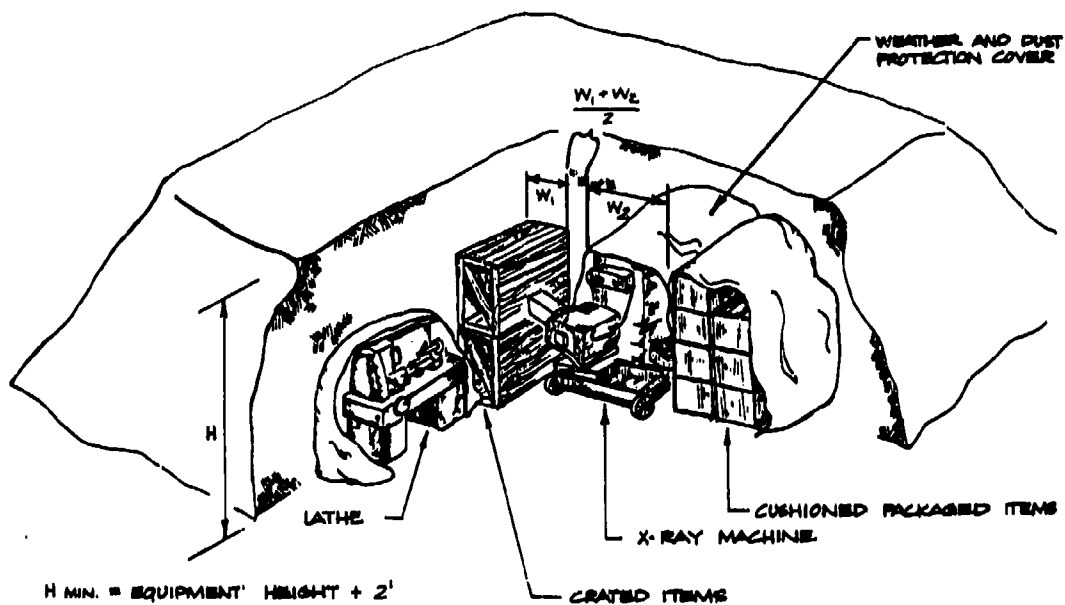 WEATHER AND DUST
PROTECTION COVER
W₁ + W₂
2
W₁
W₂
H
LATHE
CUSHIONED PACKAGED ITEMS
X-RAY MACHINE
H MIN. = EQUIPMENT' HEIGHT + 2'
CRATED ITEMS